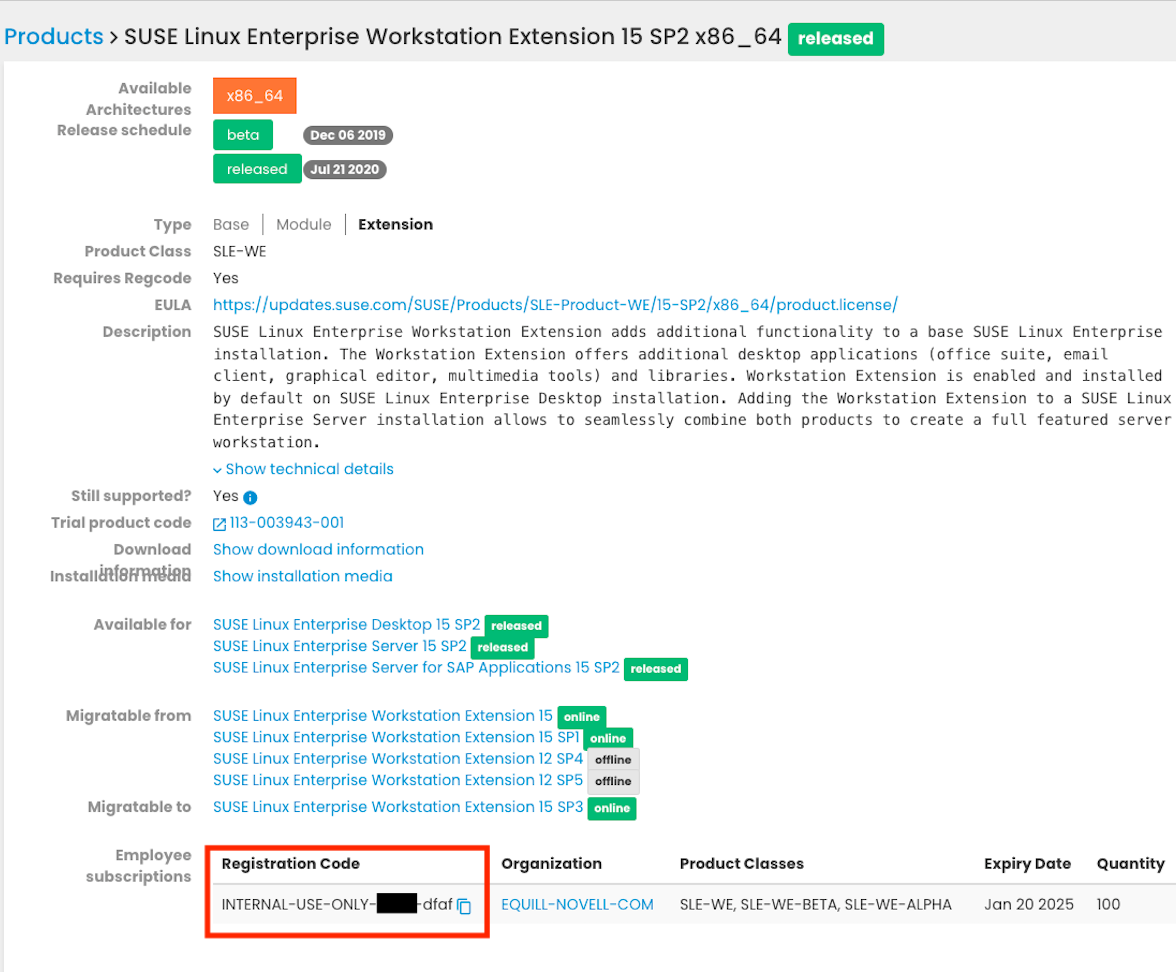 Products > SUSE Linux Enterprise Workstation Extension 15 SP2 x86_64 released
Available
Architectures
x86_64
Release schedule
beta Dec 06 2019
released Jul 21 2020
Type Base Module Extension
Product Class SLE-WE
Requires Regcode Yes
EULA https://updates.suse.com/SUSE/Products/SLE-Product-WE/15-SP2/x86_64/product.license/
Description SUSE Linux Enterprise Workstation Extension adds additional functionality to a base SUSE Linux Enterprise
installation. The Workstation Extension offers additional desktop applications (office suite, email
client, graphical editor, multimedia tools) and libraries. Workstation Extension is enabled and installed
by default on SUSE Linux Enterprise Desktop installation. Adding the Workstation Extension to a SUSE Linux
Enterprise Server installation allows to seamlessly combine both products to create a full featured server
workstation.
Show technical details
Still supported? Yes
Trial product code 113-003943-001
Download
information
Show download information
Installation media Show installation media
Available for SUSE Linux Enterprise Desktop 15 SP2 released
SUSE Linux Enterprise Server 15 SP2 released
SUSE Linux Enterprise Server for SAP Applications 15 SP2 released
Migratable from SUSE Linux Enterprise Workstation Extension 15 online
SUSE Linux Enterprise Workstation Extension 15 SP1 online
SUSE Linux Enterprise Workstation Extension 12 SP4 offline
SUSE Linux Enterprise Workstation Extension 12 SP5 offline
Migratable to SUSE Linux Enterprise Workstation Extension 15 SP3 online
Employee
subscriptions
Registration Code Organization Product Classes Expiry Date Quantity
INTERNAL-USE-ONLY- -dfaf EQUILL-NOVELL-COM SLE-WE, SLE-WE-BETA, SLE-WE-ALPHA Jan 20 2025 100